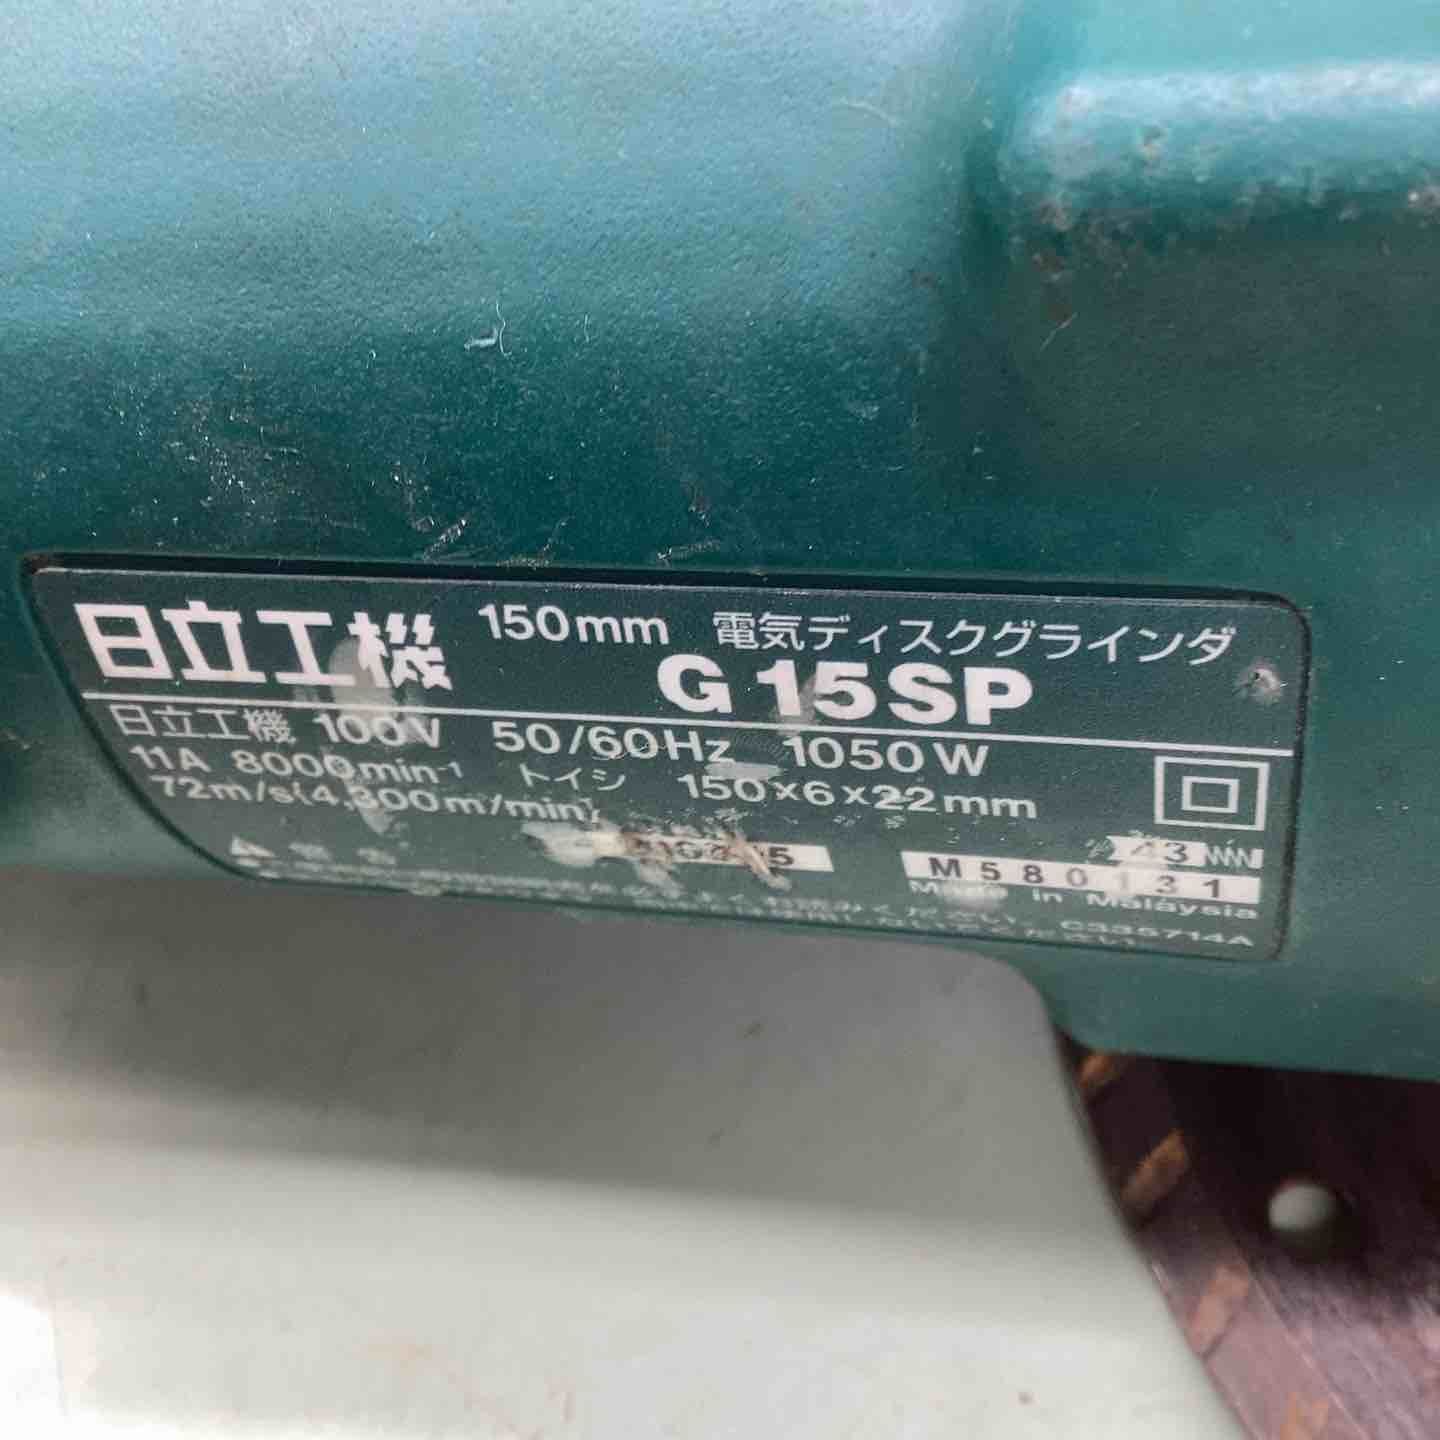 日立工機 150mm 電気ディスクグラインダ
G 15SP
日立工機 100V 50/60Hz 1050W
11A 8000min-1 トイシ 150×6×22mm
72m/s(4,300m/min)
43
M580131
Made in Malaysia
C335714A